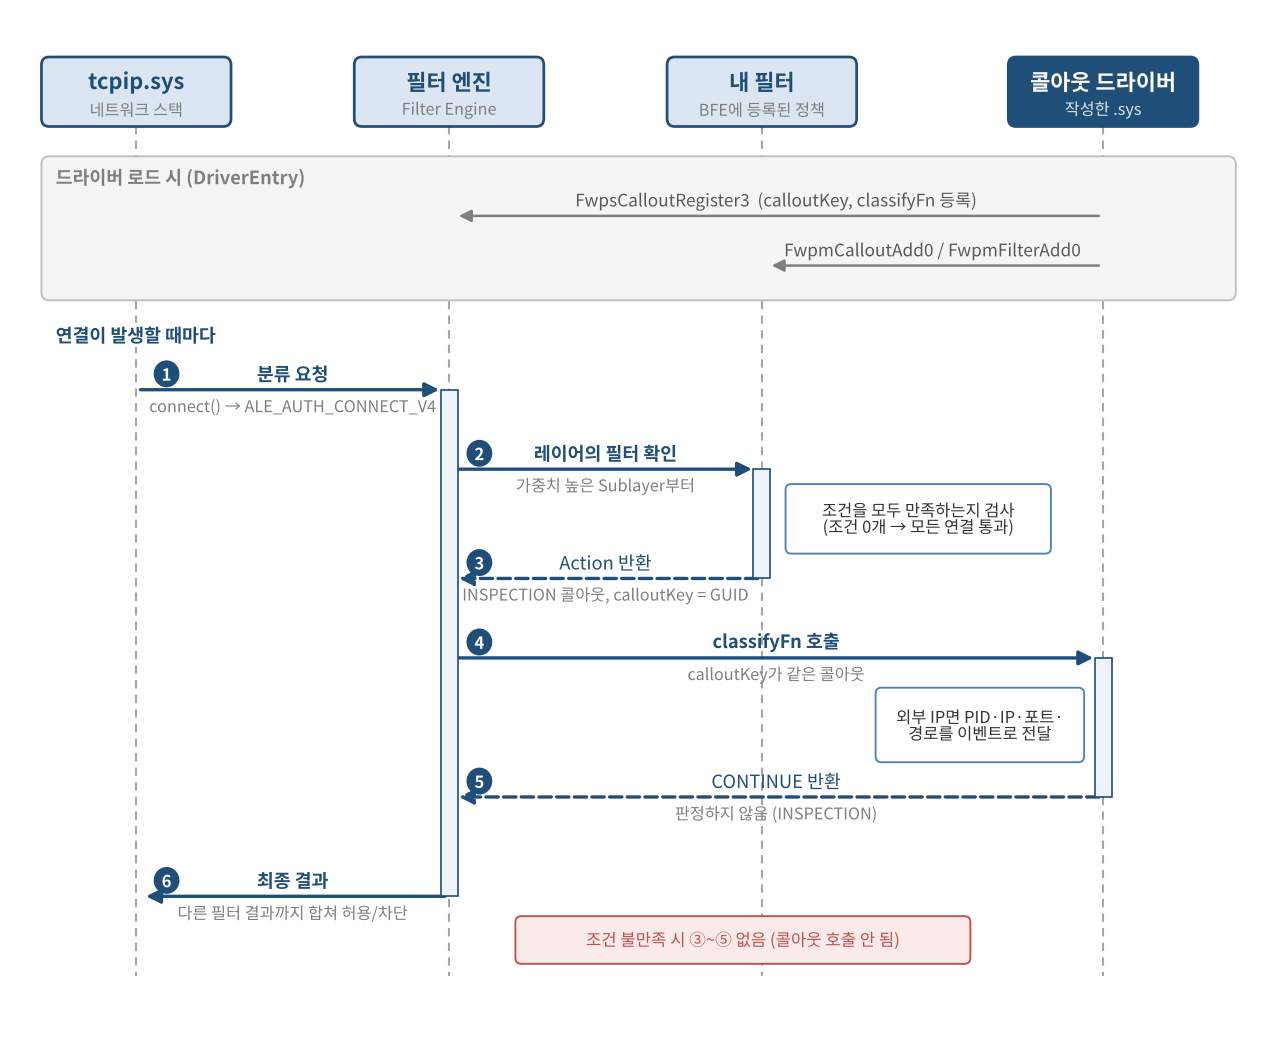 tcpip.sys
네트워크 스택
필터 엔진
Filter Engine
내 필터
BFE에 등록된 정책
콜아웃 드라이버
작성한 .sys
드라이버 로드 시 (DriverEntry)
FwpsCalloutRegister3 (calloutKey, classifyFn 등록)
FwpmCalloutAdd0 / FwpmFilterAdd0
연결이 발생할 때마다
1
분류 요청
connect() → ALE_AUTH_CONNECT_V4
2
레이어의 필터 확인
가중치 높은 Sublayer부터
조건을 모두 만족하는지 검사
(조건 0개 → 모든 연결 통과)
3
Action 반환
INSPECTION 콜아웃, calloutKey = GUID
4
classifyFn 호출
calloutKey가 같은 콜아웃
외부 IP면 PID·IP·포트·
경로를 이벤트로 전달
5
CONTINUE 반환
판정하지 않음 (INSPECTION)
6
최종 결과
다른 필터 결과까지 합쳐 허용/차단
조건 불만족 시 ③~⑤ 없음 (콜아웃 호출 안 됨)